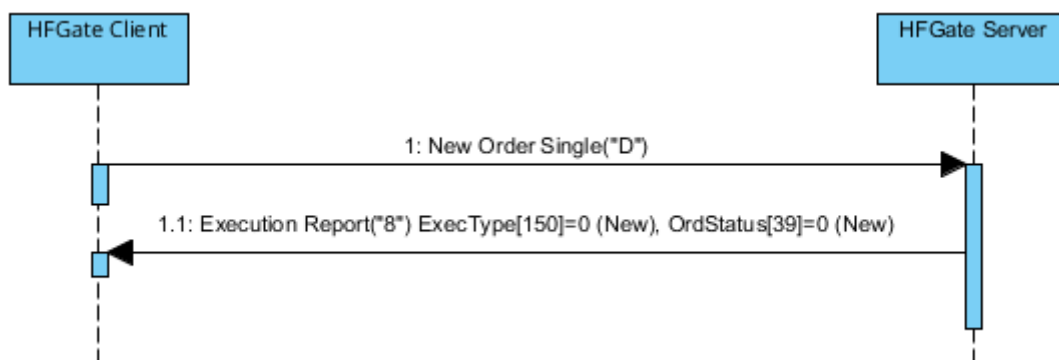 HFGate Client
HFGate Server
1: New Order Single("D")
1.1: Execution Report("8") ExecType[150]=0 (New), OrdStatus[39]=0 (New)